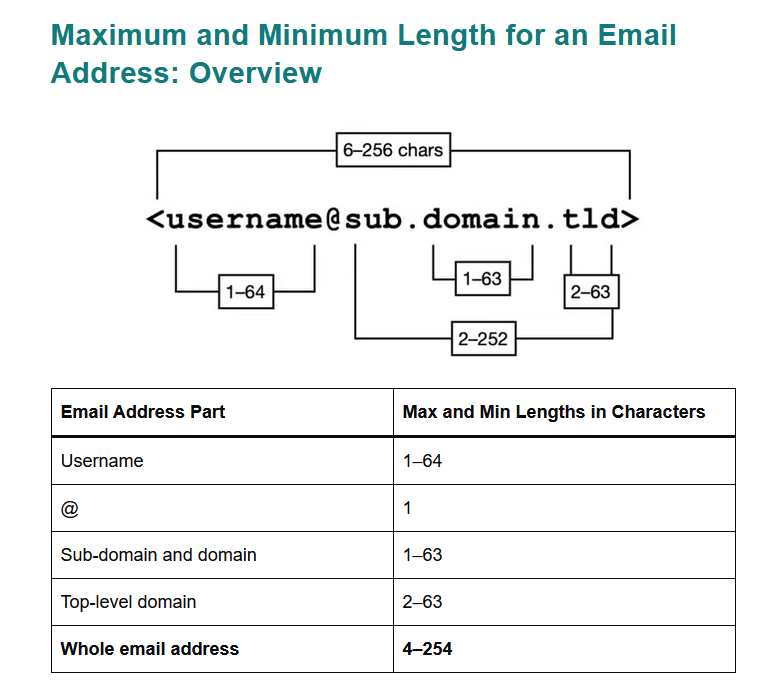 Maximum and Minimum Length for an Email
Address: Overview
6–256 chars
<username@sub.domain.tld>
1–64
1–63
2–63
2–252
Email Address Part
Max and Min Lengths in Characters
Username
1–64
@
1
Sub-domain and domain
1–63
Top-level domain
2–63
Whole email address
4–254